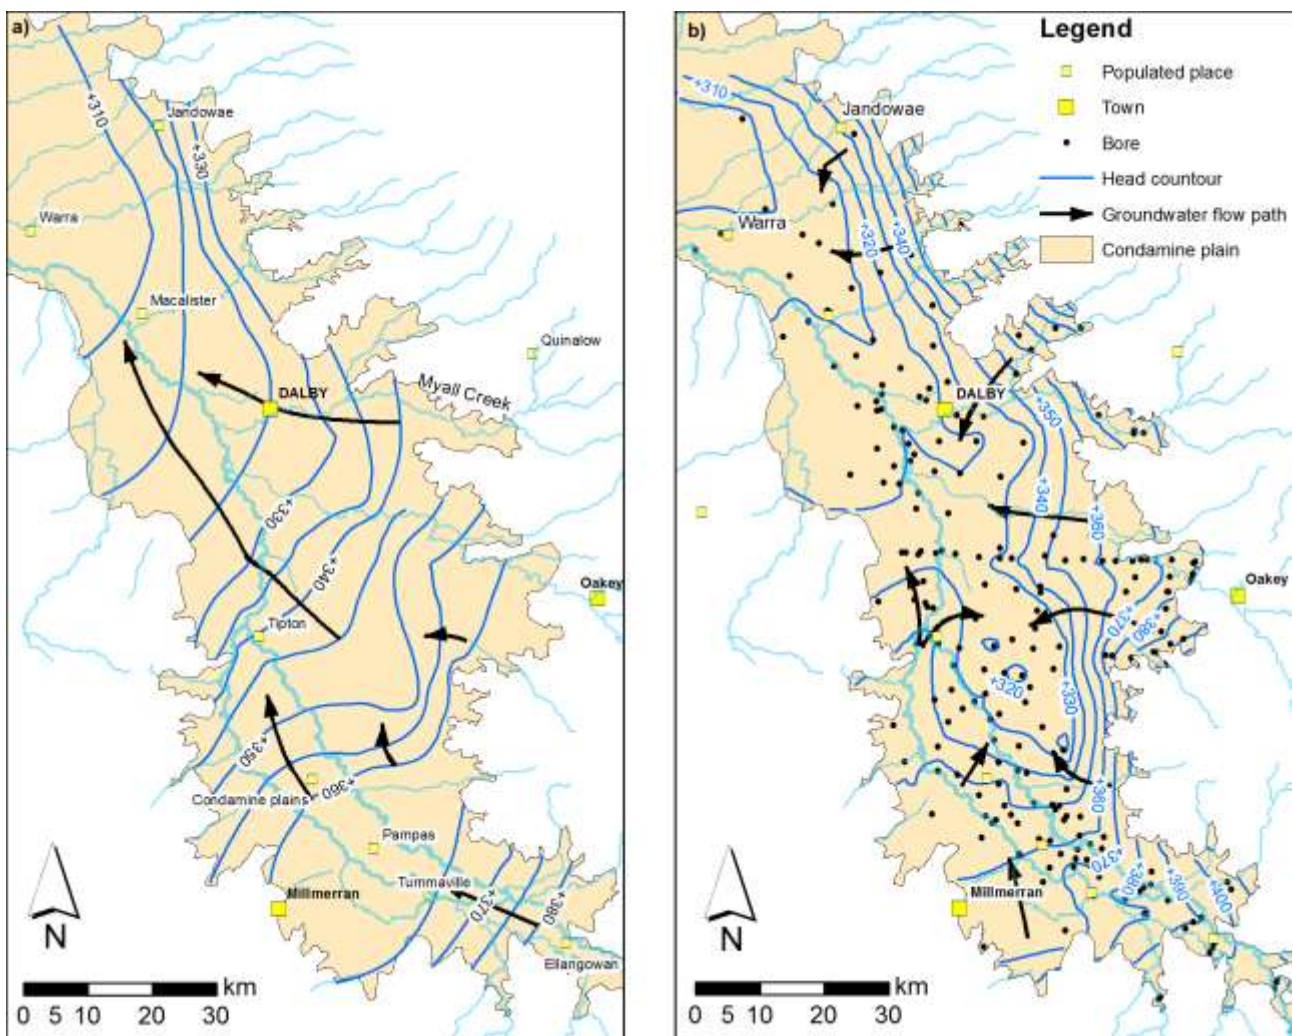 a)
+310
Jandowae
+330
Warra
Macalister
Quinalow
DALBY
Myall Creek
+330
+340
Oakey
Tipton
+350
+360
Condamine plains
Pampas
Tummaville
Millmerran
+370
+380
Ellangowan
N
km
0 5 10 20 30
b)
Legend
Populated place
Town
Bore
Head countour
Groundwater flow path
Condamine plain
+310
Jandowae
Warra
+320
+340
DALBY
+350
+340
+360
Oakey
+370
+380
+320
+330
+360
+370
+380
+390
+400
Millmerran
N
km
0 5 10 20 30